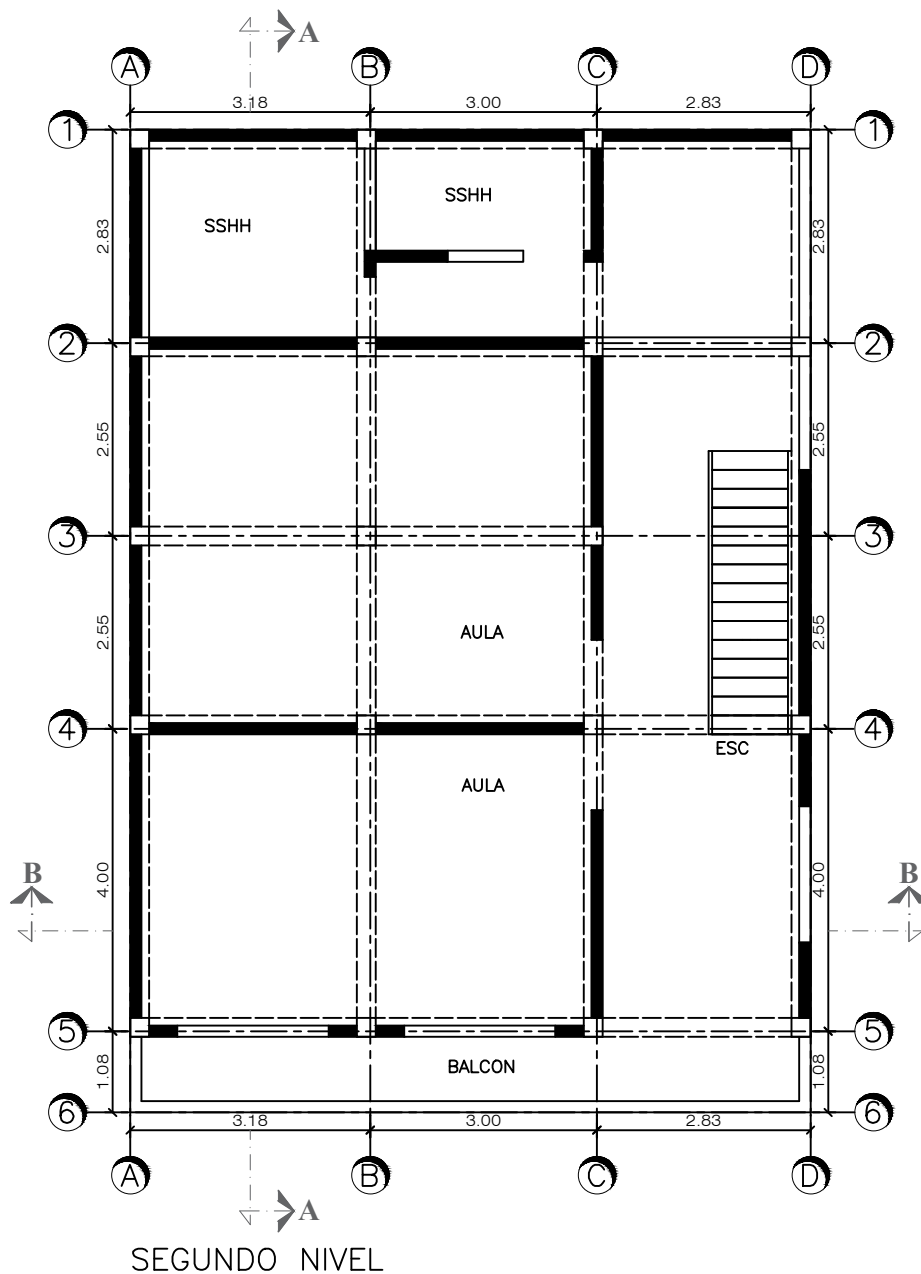 A
A B C D
3.18 3.00 2.83
1 1
2.83 2.83
SSHH
SSHH
2 2
2.55 2.55
3 3
2.55 2.55
AULA
4 4
ESC
AULA
B B
4.00 4.00
5 5
1.08 1.08
BALCON
6 6
3.18 3.00 2.83
A B C D
A
SEGUNDO NIVEL